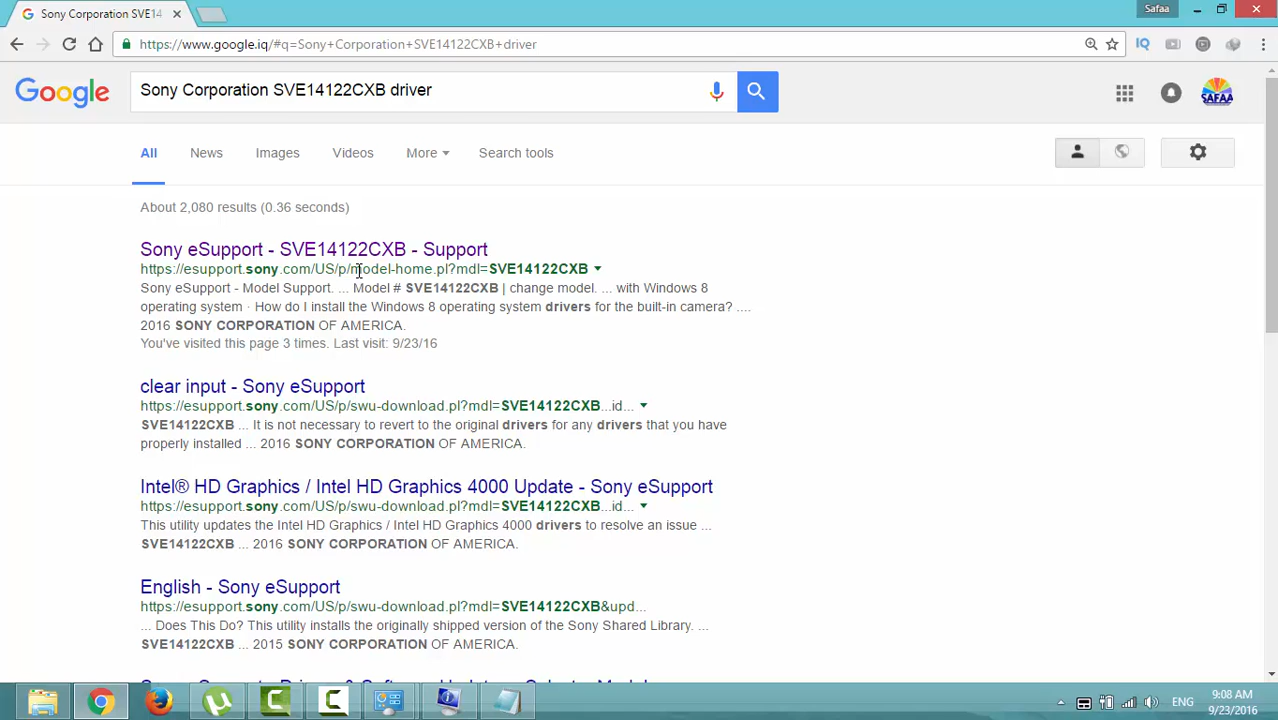 Sony Corporation SVE14
Safaa
https://www.google.iq/#q=Sony+Corporation+SVE14122CXB+driver
IQ
Google
Sony Corporation SVE14122CXB driver
SAFAA
All News Images Videos More Search tools
About 2,080 results (0.36 seconds)
Sony eSupport - SVE14122CXB - Support
https://esupport.sony.com/US/p/model-home.pl?mdl=SVE14122CXB
Sony eSupport - Model Support. ... Model # SVE14122CXB | change model. ... with Windows 8
operating system · How do I install the Windows 8 operating system drivers for the built-in camera? ....
2016 SONY CORPORATION OF AMERICA.
You've visited this page 3 times. Last visit: 9/23/16
clear input - Sony eSupport
https://esupport.sony.com/US/p/swu-download.pl?mdl=SVE14122CXB...id...
SVE14122CXB ... It is not necessary to revert to the original drivers for any drivers that you have
properly installed ... 2016 SONY CORPORATION OF AMERICA.
Intel® HD Graphics / Intel HD Graphics 4000 Update - Sony eSupport
https://esupport.sony.com/US/p/swu-download.pl?mdl=SVE14122CXB...id...
This utility updates the Intel HD Graphics / Intel HD Graphics 4000 drivers to resolve an issue ...
SVE14122CXB ... 2016 SONY CORPORATION OF AMERICA.
English - Sony eSupport
https://esupport.sony.com/US/p/swu-download.pl?mdl=SVE14122CXB&upd...
... Does This Do? This utility installs the originally shipped version of the Sony Shared Library. ...
SVE14122CXB ... 2015 SONY CORPORATION OF AMERICA.
ENG
9:08 AM
9/23/2016